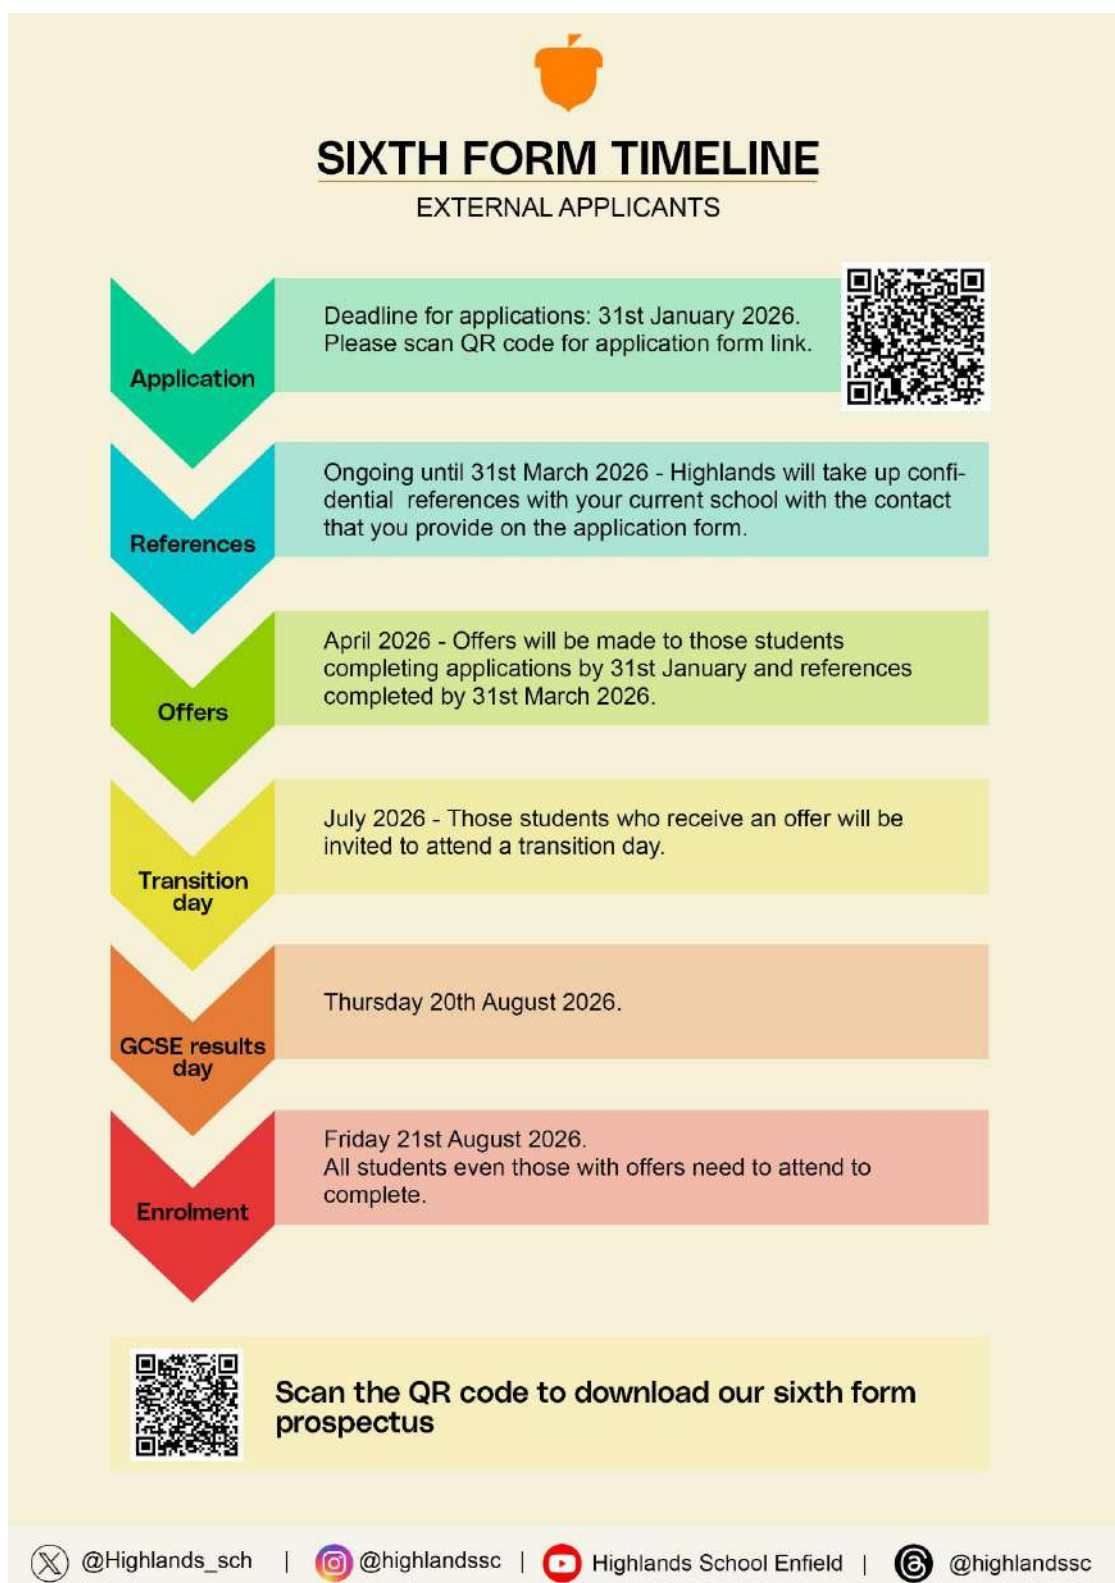 SIXTH FORM TIMELINE
EXTERNAL APPLICANTS
Application
Deadline for applications: 31st January 2026.
Please scan QR code for application form link.
References
Ongoing until 31st March 2026 - Highlands will take up confi-
dential  references with your current school with the contact
that you provide on the application form.
Offers
April 2026 - Offers will be made to those students
completing applications by 31st January and references
completed by 31st March 2026.
Transition
day
July 2026 - Those students who receive an offer will be
invited to attend a transition day.
GCSE results
day
Thursday 20th August 2026.
Enrolment
Friday 21st August 2026.
All students even those with offers need to attend to
complete.
Scan the QR code to download our sixth form
prospectus
@Highlands_sch | @highlandssc | Highlands School Enfield | @highlandssc